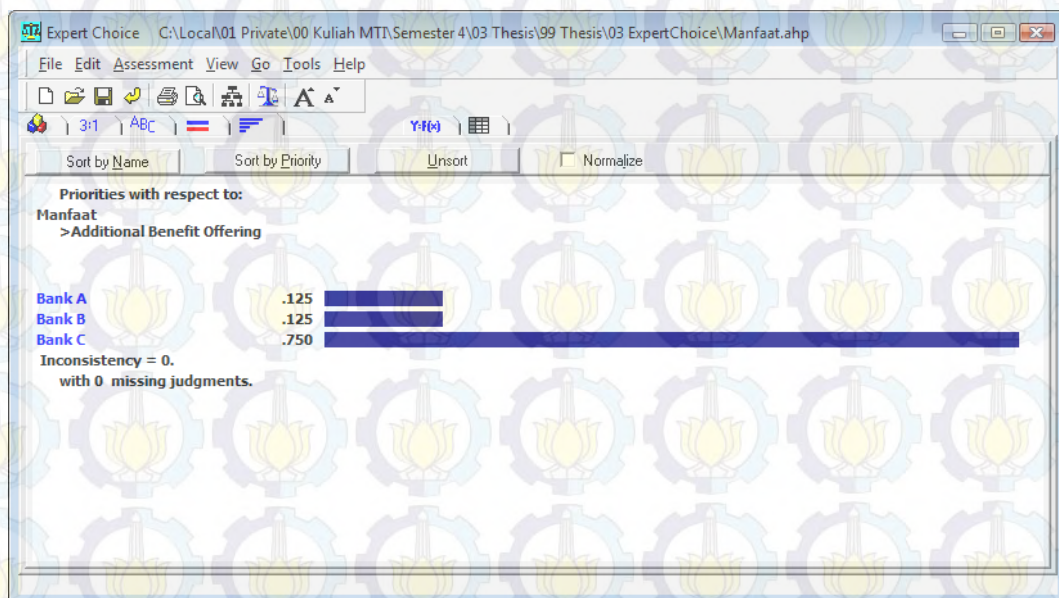 Expert Choice C:\Local\01 Private\00 Kuliah MTI\Semester 4\03 Thesis\99 Thesis\03 ExpertChoice\Manfaat.ahp
File Edit Assessment View Go Tools Help
A A
3:1 ABC Y=F(x)
Sort by Name Sort by Priority Unsort Normalize
Priorities with respect to:
Manfaat
>Additional Benefit Offering
Bank A .125
Bank B .125
Bank C .750
Inconsistency = 0.
with 0 missing judgments.